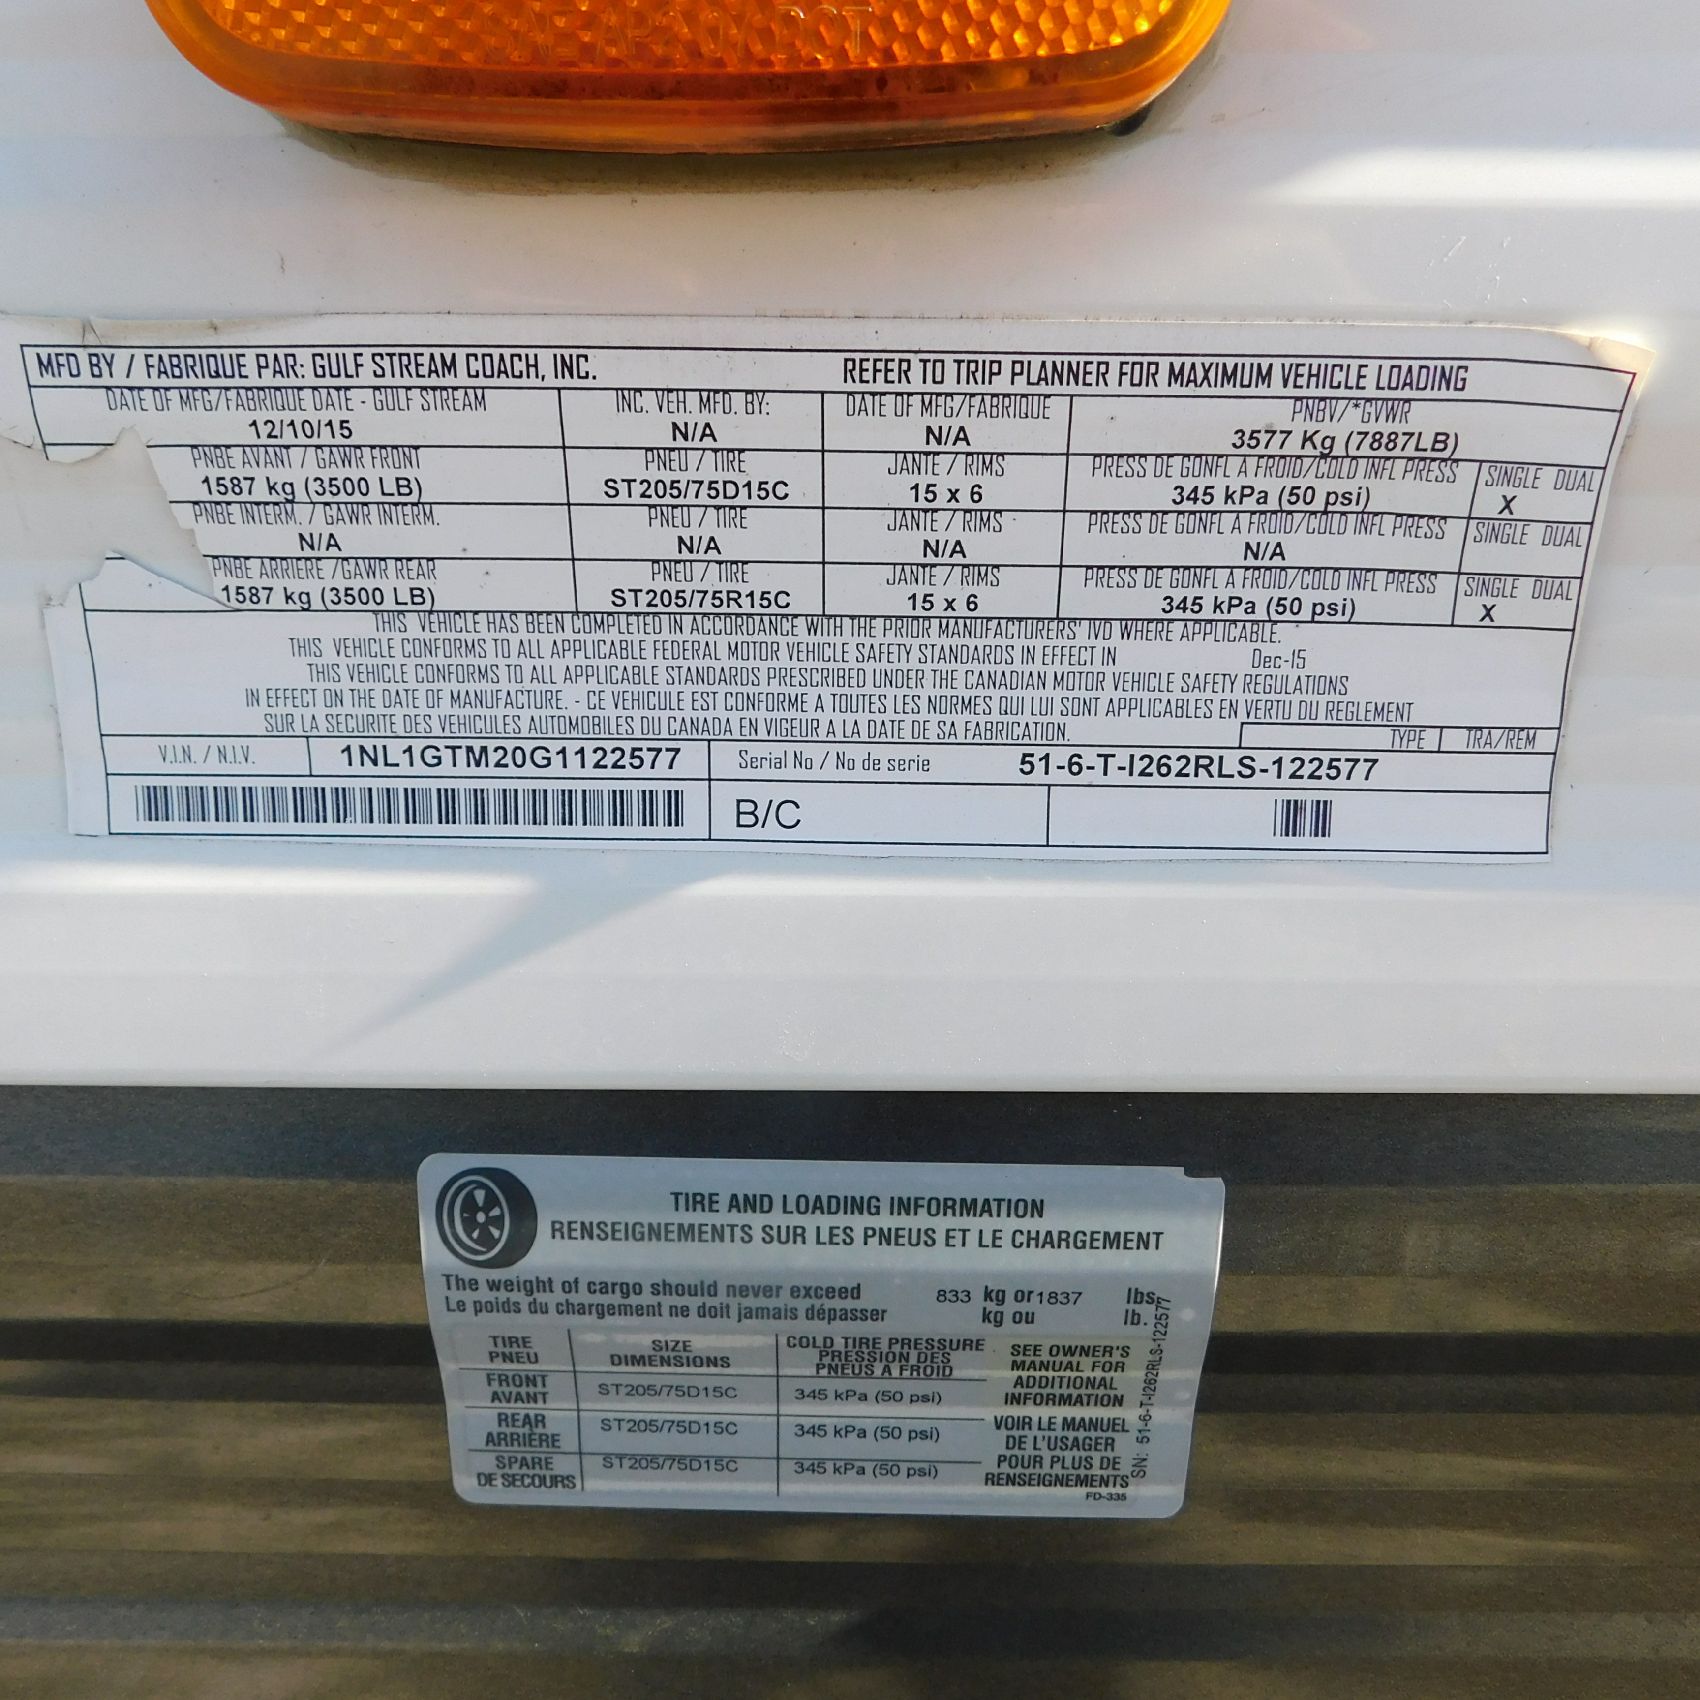 SAE AP2 07 DOT
MFD BY / FABRIQUE PAR: GULF STREAM COACH, INC. REFER TO TRIP PLANNER FOR MAXIMUM VEHICLE LOADING
DATE OF MFG/FABRIQUE DATE - GULF STREAM INC. VEH. MFD. BY: DATE OF MFG/FABRIQUE PNBV/*GVWR
12/10/15 N/A N/A 3577 Kg (7887LB)
PNBE AVANT / GAWR FRONT PNEU / TIRE JANTE / RIMS PRESS DE GONFL A FROID/COLD INFL PRESS SINGLE DUAL
1587 kg (3500 LB) ST205/75D15C 15 x 6 345 kPa (50 psi) X
PNBE INTERM. / GAWR INTERM. PNEU / TIRE JANTE / RIMS PRESS DE GONFL A FROID/COLD INFL PRESS SINGLE DUAL
N/A N/A N/A N/A
PNBE ARRIERE /GAWR REAR PNEU / TIRE JANTE / RIMS PRESS DE GONFL A FROID/COLD INFL PRESS SINGLE DUAL
1587 kg (3500 LB) ST205/75R15C 15 x 6 345 kPa (50 psi) X
THIS VEHICLE HAS BEEN COMPLETED IN ACCORDANCE WITH THE PRIOR MANUFACTURERS' IVD WHERE APPLICABLE.
THIS VEHICLE CONFORMS TO ALL APPLICABLE FEDERAL MOTOR VEHICLE SAFETY STANDARDS IN EFFECT IN Dec-15
THIS VEHICLE CONFORMS TO ALL APPLICABLE STANDARDS PRESCRIBED UNDER THE CANADIAN MOTOR VEHICLE SAFETY REGULATIONS
IN EFFECT ON THE DATE OF MANUFACTURE. - CE VEHICULE EST CONFORME A TOUTES LES NORMES QUI LUI SONT APPLICABLES EN VERTU DU REGLEMENT
SUR LA SECURITE DES VEHICULES AUTOMOBILES DU CANADA EN VIGEUR A LA DATE DE SA FABRICATION.
TYPE TRA/REM
V.I.N. / N.I.V. 1NL1GTM20G1122577 Serial No / No de serie 51-6-T-I262RLS-122577
B/C
TIRE AND LOADING INFORMATION
RENSEIGNEMENTS SUR LES PNEUS ET LE CHARGEMENT
The weight of cargo should never exceed 833 kg or 1837 lbs.
Le poids du chargement ne doit jamais dépasser kg ou lb.
TIRE SIZE COLD TIRE PRESSURE
PNEU DIMENSIONS PRESSION DES
PNEUS A FROID
FRONT ST205/75D15C 345 kPa (50 psi)
AVANT
REAR ST205/75D15C 345 kPa (50 psi)
ARRIÈRE
SPARE ST205/75D15C 345 kPa (50 psi)
DE SECOURS
SEE OWNER'S
MANUAL FOR
ADDITIONAL
INFORMATION
VOIR LE MANUEL
DE L'USAGER
POUR PLUS DE
RENSEIGNEMENTS
FD-335
SN: 51-6-T-I262RLS-122577